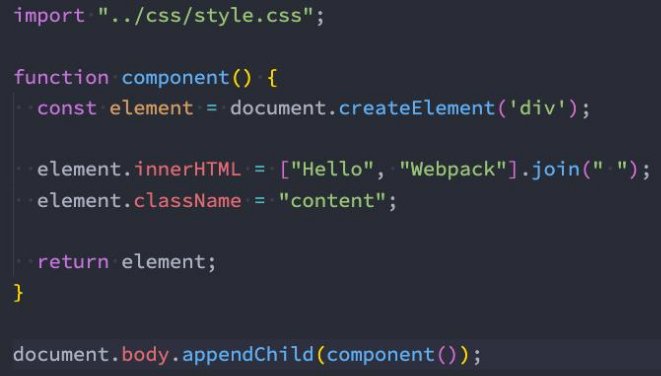 import "../css/style.css";
function component() {
const element = document.createElement('div');
element.innerHTML = ["Hello", "Webpack"].join(" ");
element.className = "content";
return element;
}
document.body.appendChild(component());